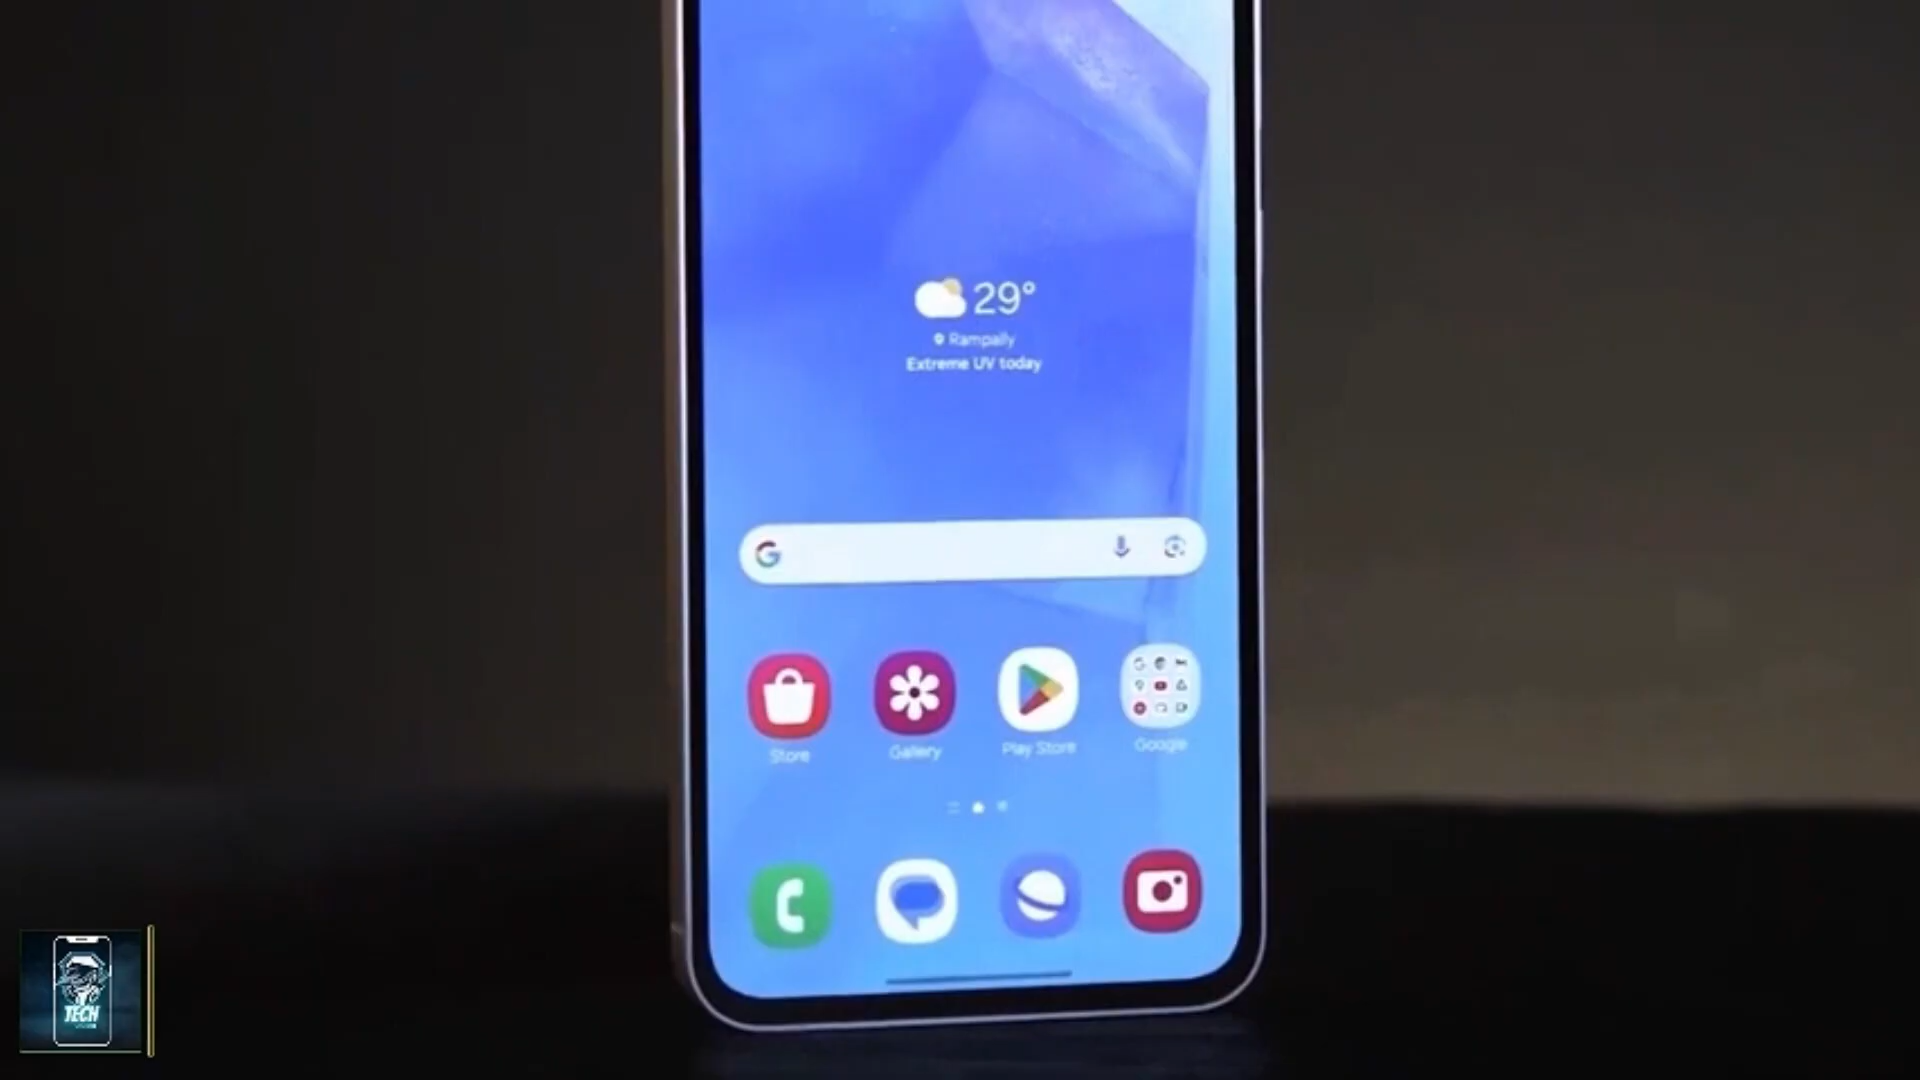 29°
Rampally
Extreme UV today
Store
Gallery
Play Store
Google
TECH